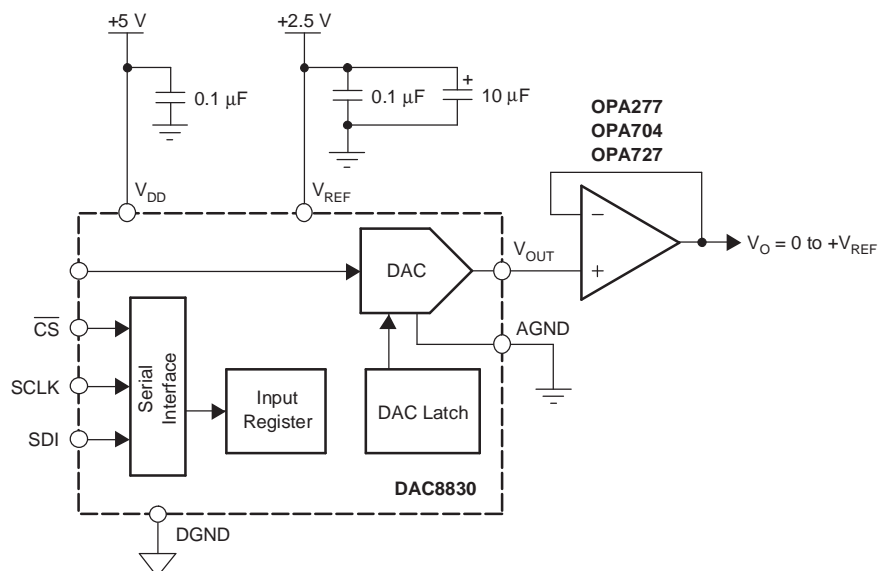 +5 V
+2.5 V
0.1 μF
0.1 μF
+
10 μF
OPA277
OPA704
OPA727
V_DD
V_REF
DAC
V_OUT
−
+
V_O = 0 to +V_REF
AGND
CS
SCLK
SDI
Serial
Interface
Input
Register
DAC Latch
DAC8830
DGND